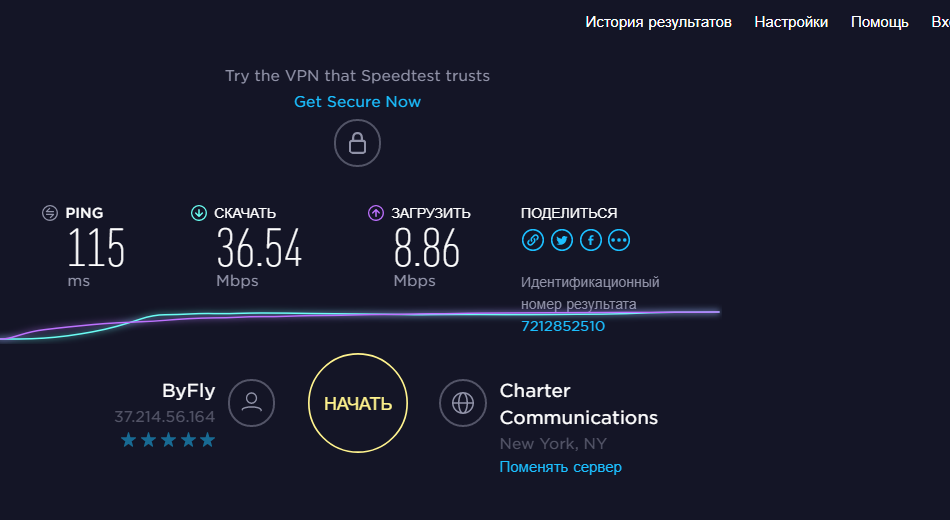 История результатов Настройки Помощь
Try the VPN that Speedtest trusts
Get Secure Now
PING СКАЧАТЬ ЗАГРУЗИТЬ ПОДЕЛИТЬСЯ
115 36.54 8.86
ms Mbps Mbps
Идентификационный
номер результата
7212852510
ByFly
37.214.56.164
НАЧАТЬ
Charter
Communications
New York, NY
Поменять сервер